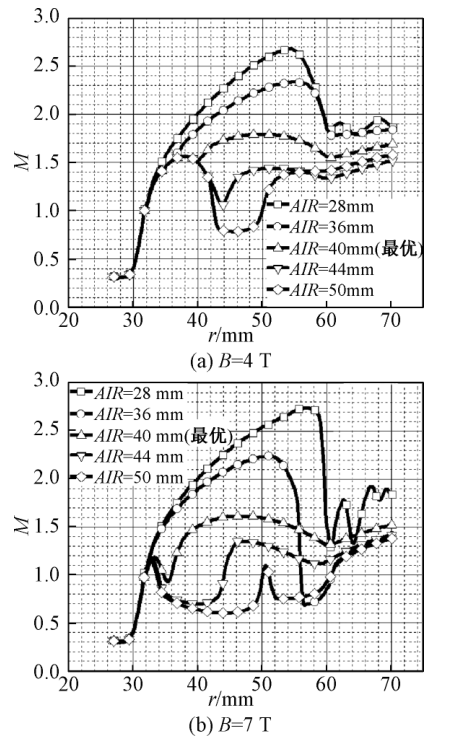 3.0
2.5
2.0
1.5
1.0
0.5
0.0
M
AIR=28mm
AIR=36mm
AIR=40mm(最优)
AIR=44mm
AIR=50mm
20 30 40 50 60 70
r/mm
(a) B=4 T
3.0
2.5
2.0
1.5
1.0
0.5
0.0
M
AIR=28 mm
AIR=36 mm
AIR=40 mm(最优)
AIR=44 mm
AIR=50 mm
20 30 40 50 60 70
r/mm
(b) B=7 T